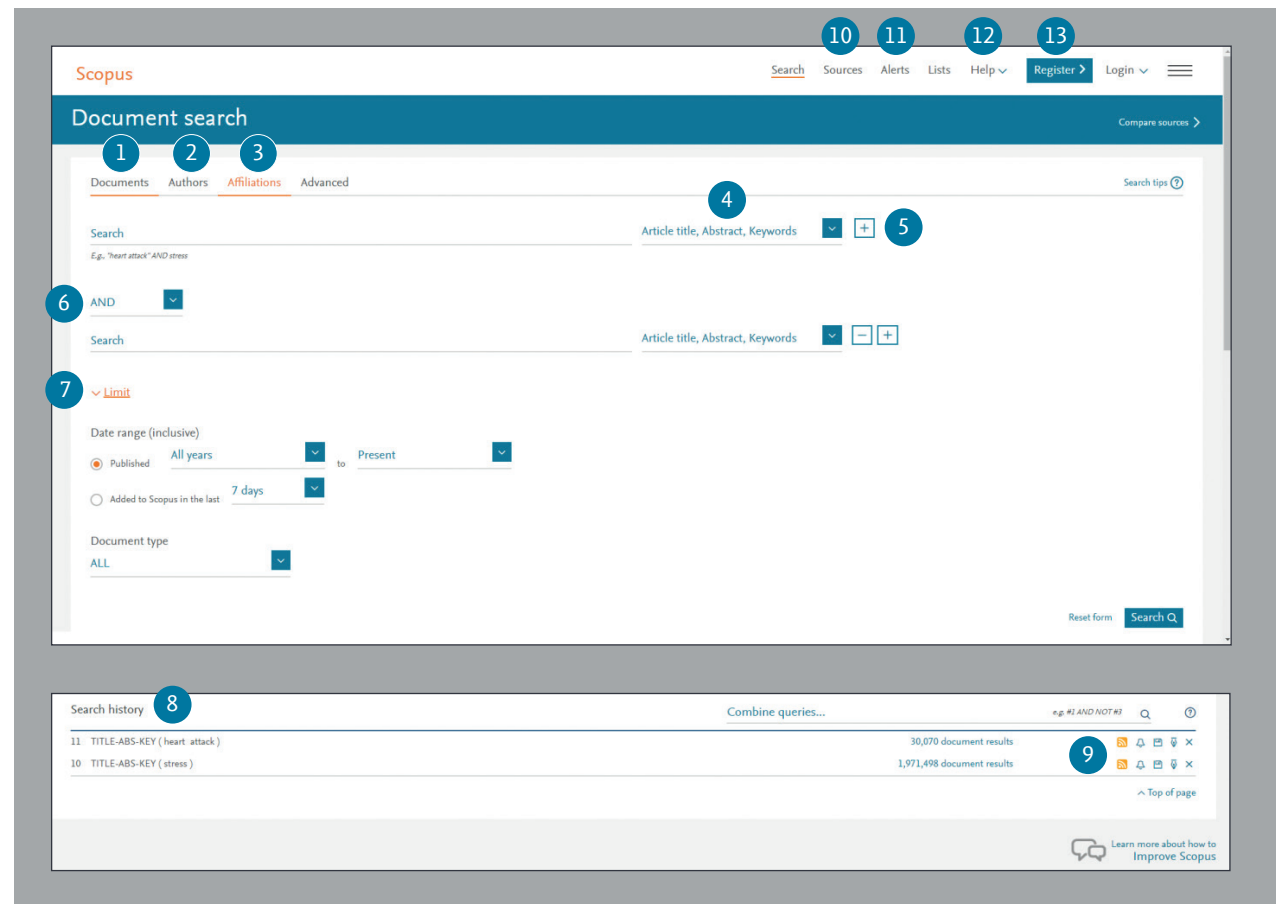 10 11 12 13
Scopus Search Sources Alerts Lists Help Register Login
Document search Compare sources
1 2 3
Documents Authors Affiliations Advanced Search tips ?
4
Search Article title, Abstract, Keywords + 5
E.g., "heart attack" AND stress
6 AND
Search Article title, Abstract, Keywords − +
7 Limit
Date range (inclusive)
Published All years to Present
Added to Scopus in the last 7 days
Document type
ALL
Reset form Search
Search history 8 Combine queries... e.g. #1 AND NOT #3 ?
11 TITLE-ABS-KEY ( heart attack ) 30,070 document results
9
10 TITLE-ABS-KEY ( stress ) 1,971,498 document results
Top of page
Learn more about how to
Improve Scopus